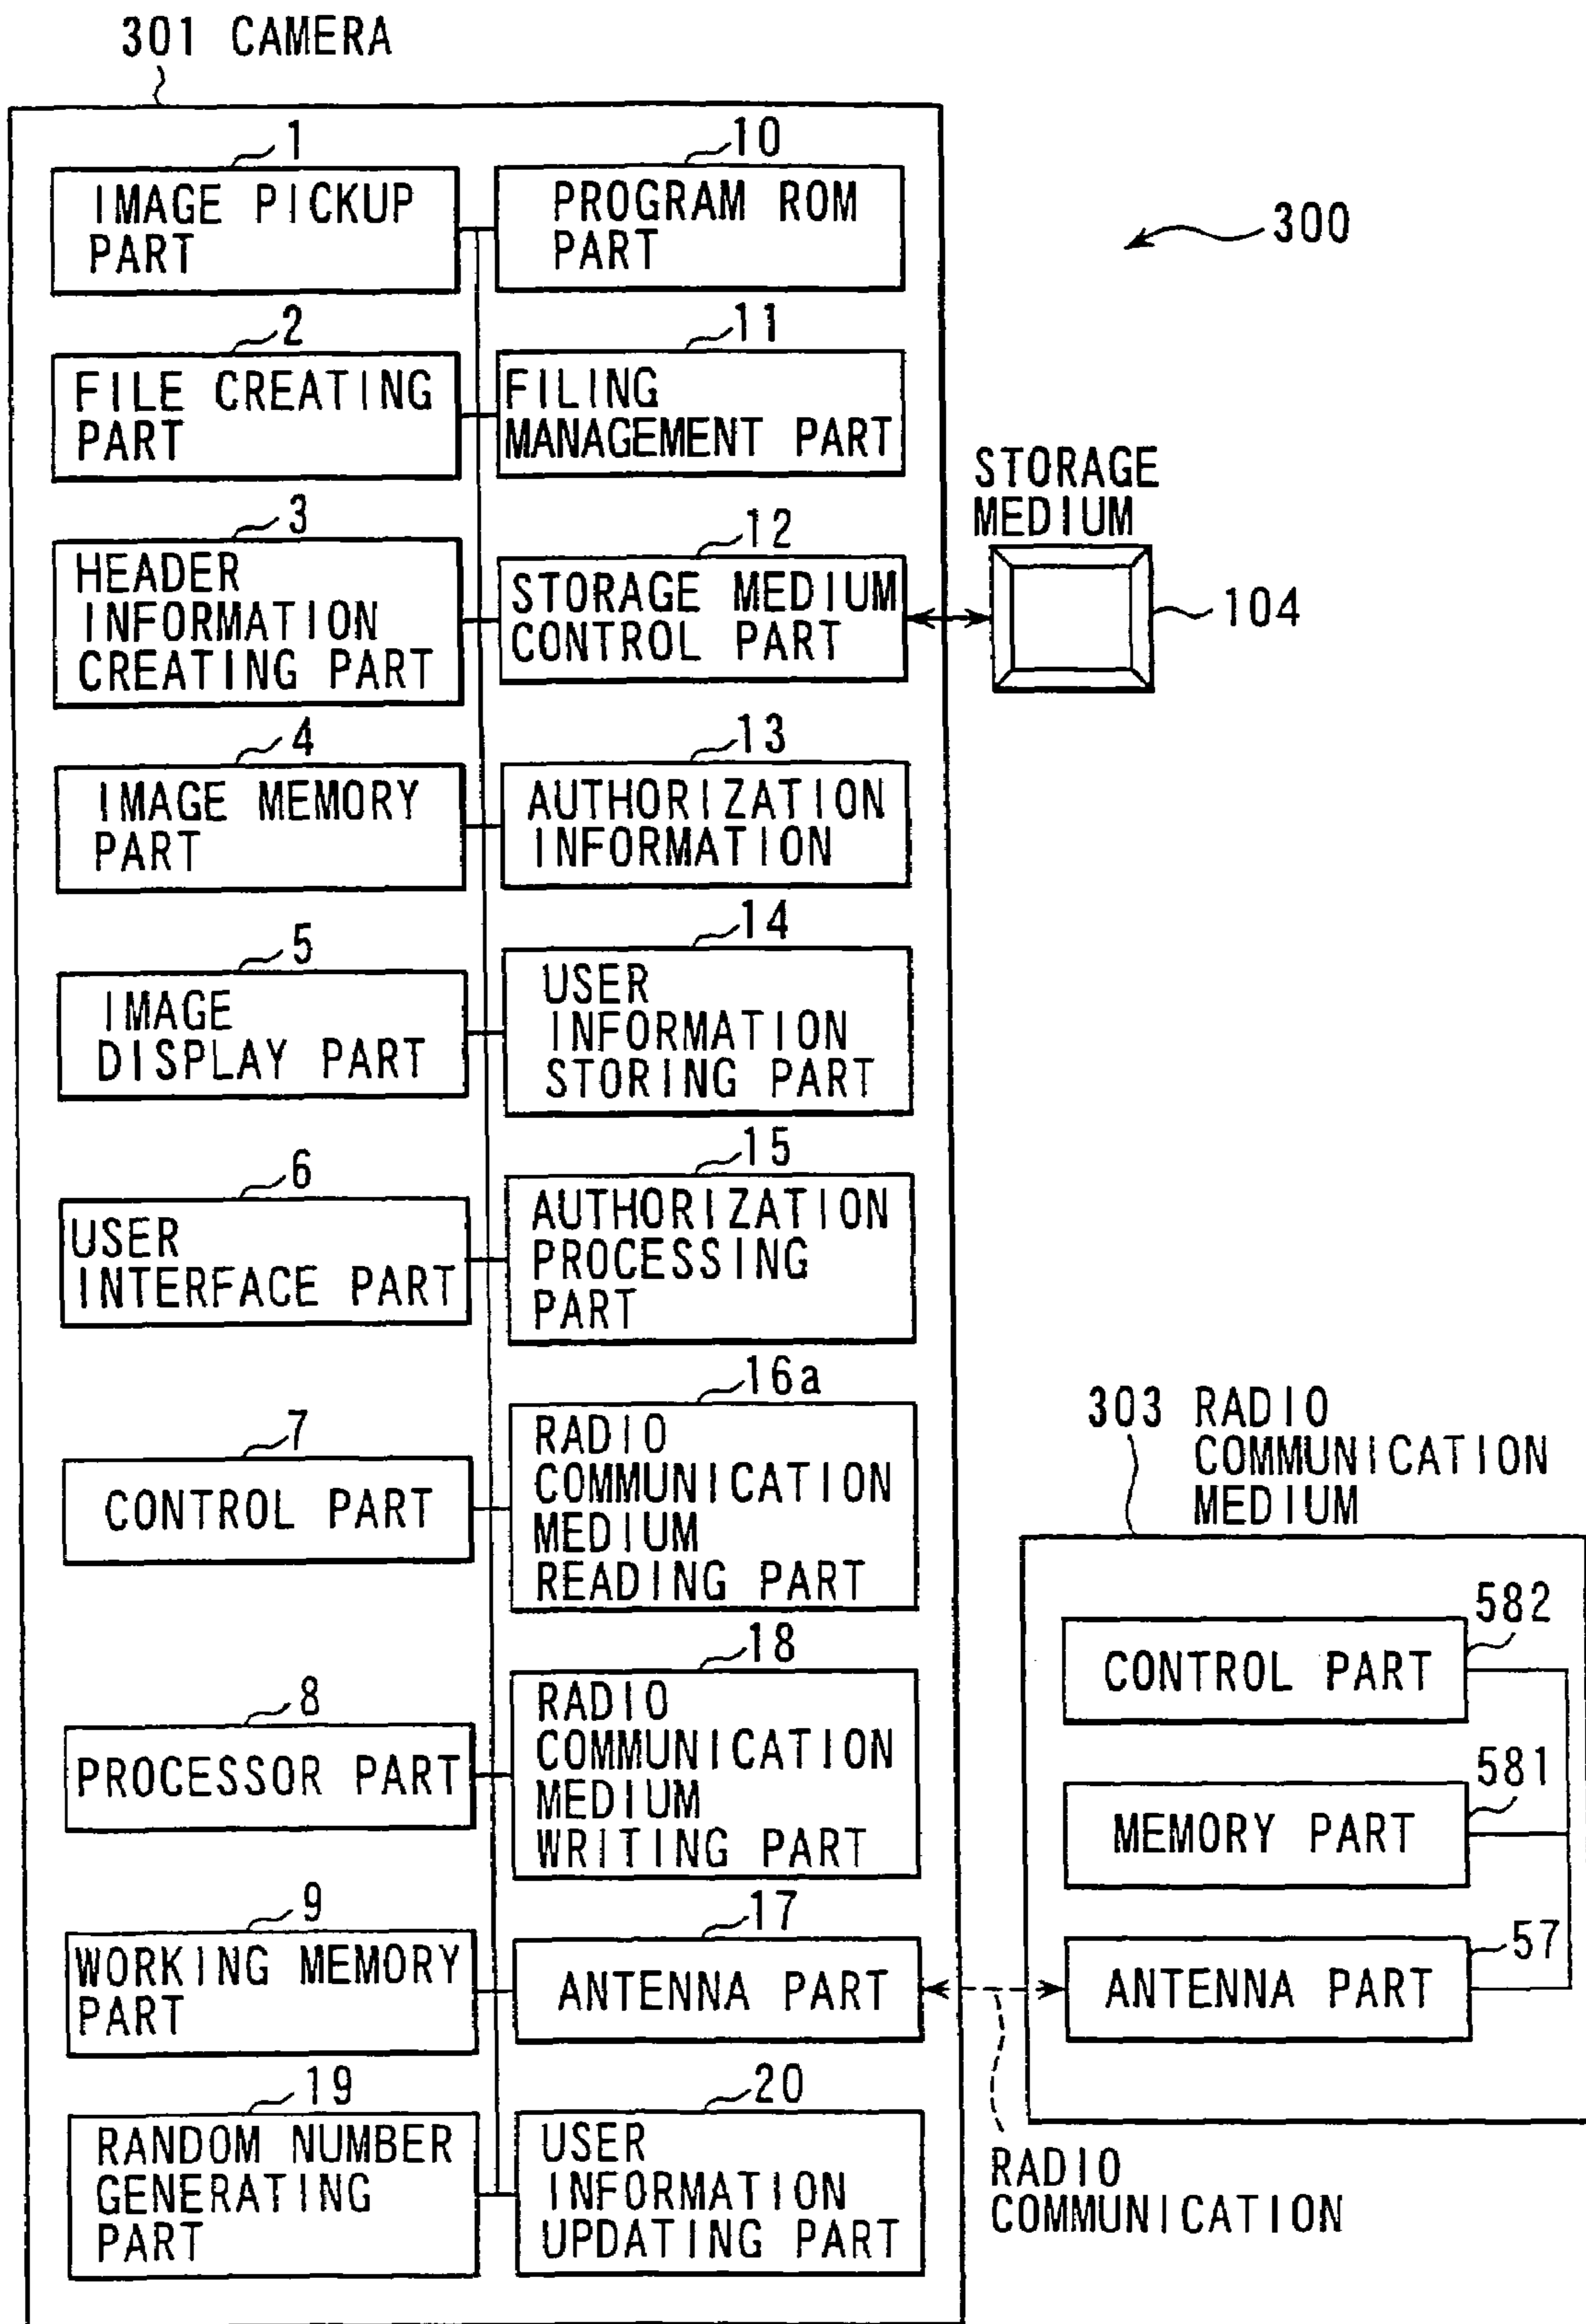 301 CAMERA
1
IMAGE PICKUP
PART
10
PROGRAM ROM
PART
300
2
FILE CREATING
PART
11
FILING
MANAGEMENT PART
3
HEADER
INFORMATION
CREATING PART
12
STORAGE MEDIUM
CONTROL PART
STORAGE
MEDIUM
104
4
IMAGE MEMORY
PART
13
AUTHORIZATION
INFORMATION
5
IMAGE
DISPLAY PART
14
USER
INFORMATION
STORING PART
6
USER
INTERFACE PART
15
AUTHORIZATION
PROCESSING
PART
7
CONTROL PART
16a
RADIO
COMMUNICATION
MEDIUM
READING PART
8
PROCESSOR PART
18
RADIO
COMMUNICATION
MEDIUM
WRITING PART
9
WORKING MEMORY
PART
17
ANTENNA PART
19
RANDOM NUMBER
GENERATING
PART
20
USER
INFORMATION
UPDATING PART
303 RADIO
COMMUNICATION
MEDIUM
582
CONTROL PART
581
MEMORY PART
57
ANTENNA PART
RADIO
COMMUNICATION